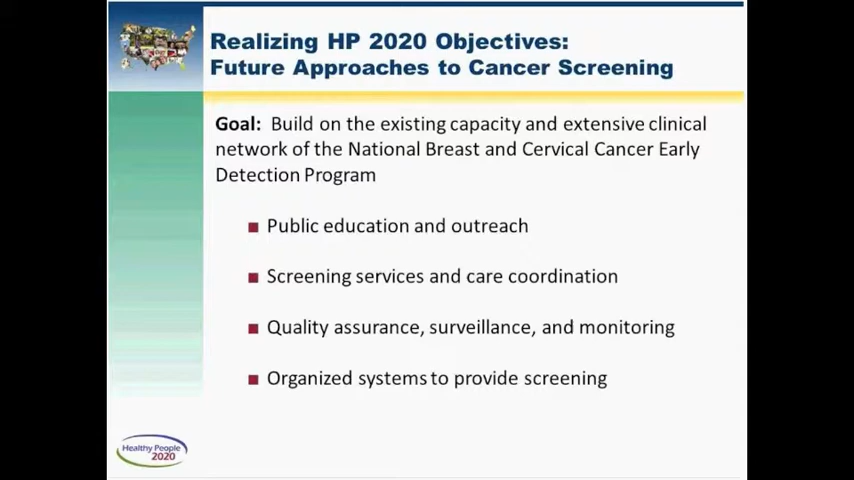 Realizing HP 2020 Objectives:
Future Approaches to Cancer Screening
Goal: Build on the existing capacity and extensive clinical
network of the National Breast and Cervical Cancer Early
Detection Program
■ Public education and outreach
■ Screening services and care coordination
■ Quality assurance, surveillance, and monitoring
■ Organized systems to provide screening
Healthy People
2020